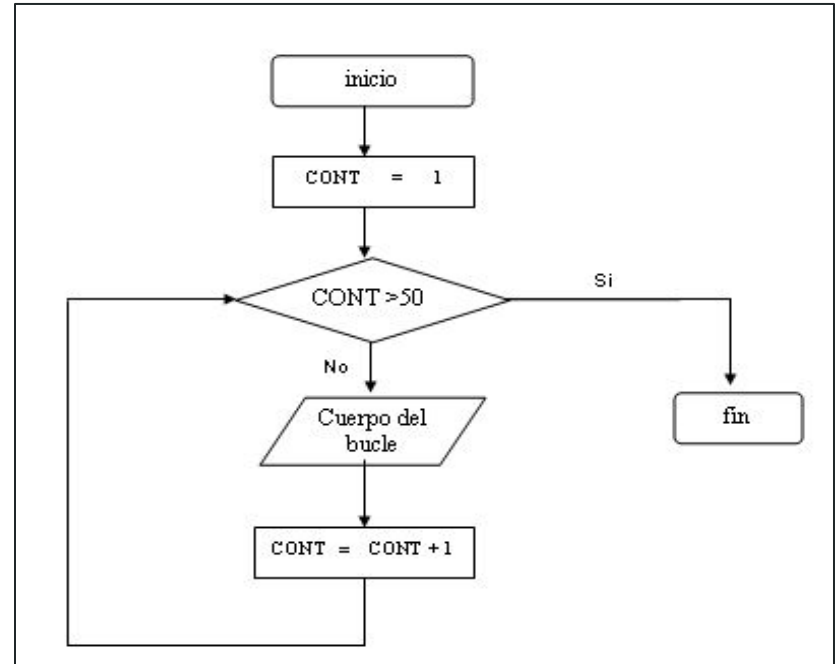 inicio
CONT = 1
CONT >50
Si
No
Cuerpo del
bucle
fin
CONT = CONT +1